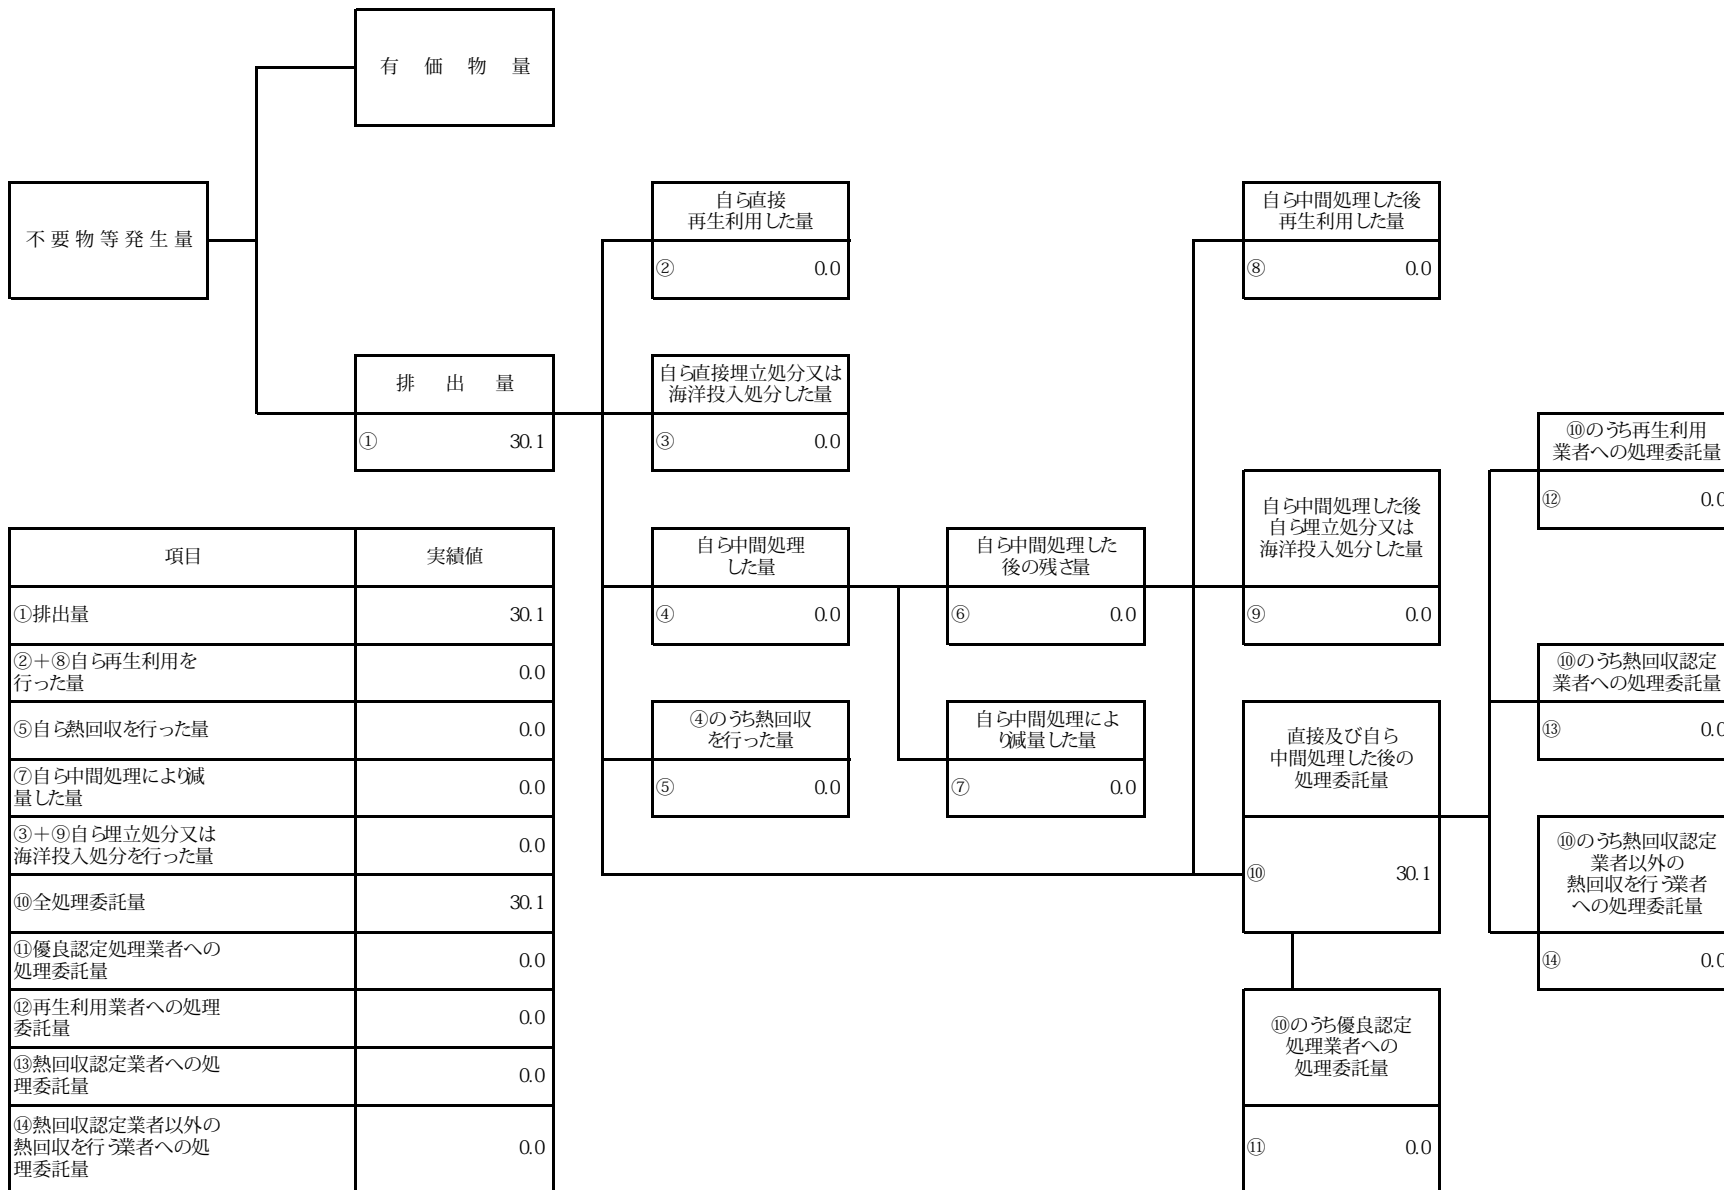 有 価 物 量
不要物等発生量
自ら直接
再生利用した量
② 0.0
自ら中間処理した後
再生利用した量
⑧ 0.0
排 出 量
① 30.1
自ら直接埋立処分又は
海洋投入処分した量
③ 0.0
⑩のうち再生利用
業者への処理委託量
⑫ 0.0
自ら中間処理
した量
④ 0.0
自ら中間処理した
後の残さ量
⑥ 0.0
自ら中間処理した後
自ら埋立処分又は
海洋投入処分した量
⑨ 0.0
⑩のうち熱回収認定
業者への処理委託量
⑬ 0.0
④のうち熱回収
を行った量
⑤ 0.0
自ら中間処理によ
り減量した量
⑦ 0.0
直接及び自ら
中間処理した後の
処理委託量
⑩ 30.1
⑩のうち熱回収認定
業者以外の
熱回収を行う業者
への処理委託量
⑭ 0.0
⑩のうち優良認定
処理業者への
処理委託量
⑪ 0.0
項目 実績値
①排出量 30.1
②＋⑧自ら再生利用を
行った量 0.0
⑤自ら熱回収を行った量 0.0
⑦自ら中間処理により減
量した量 0.0
③＋⑨自ら埋立処分又は
海洋投入処分を行った量 0.0
⑩全処理委託量 30.1
⑪優良認定処理業者への
処理委託量 0.0
⑫再生利用業者への処理
委託量 0.0
⑬熱回収認定業者への処
理委託量 0.0
⑭熱回収認定業者以外の
熱回収を行う業者への処
理委託量 0.0